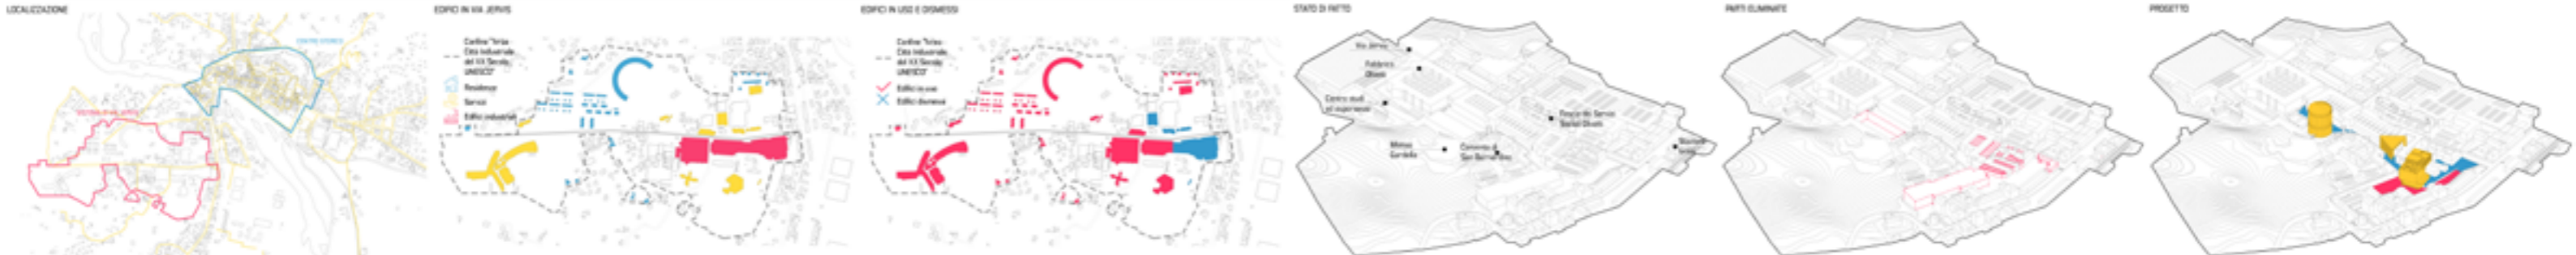 LOCALIZZAZIONE
CENTRO STORICO
EDIFICI IN VIA JERVIS
Confine "Ivrea
Città Industriale
del XX Secolo
UNESCO"
Residenze
Servizi
Edifici industriali
EDIFICI IN USO E DISMESSI
Confine "Ivrea
Città Industriale
del XX Secolo
UNESCO"
Edifici in uso
Edifici dismessi
STATO DI FATTO
Via Jervis
Fabbrica
Olivetti
Centro studi
ed esperienze
Mensa
Gardella
Convento di
San Bernardino
Fascia dei Servizi
Sociali Olivetti
PARTI ELIMINATE
PROGETTO